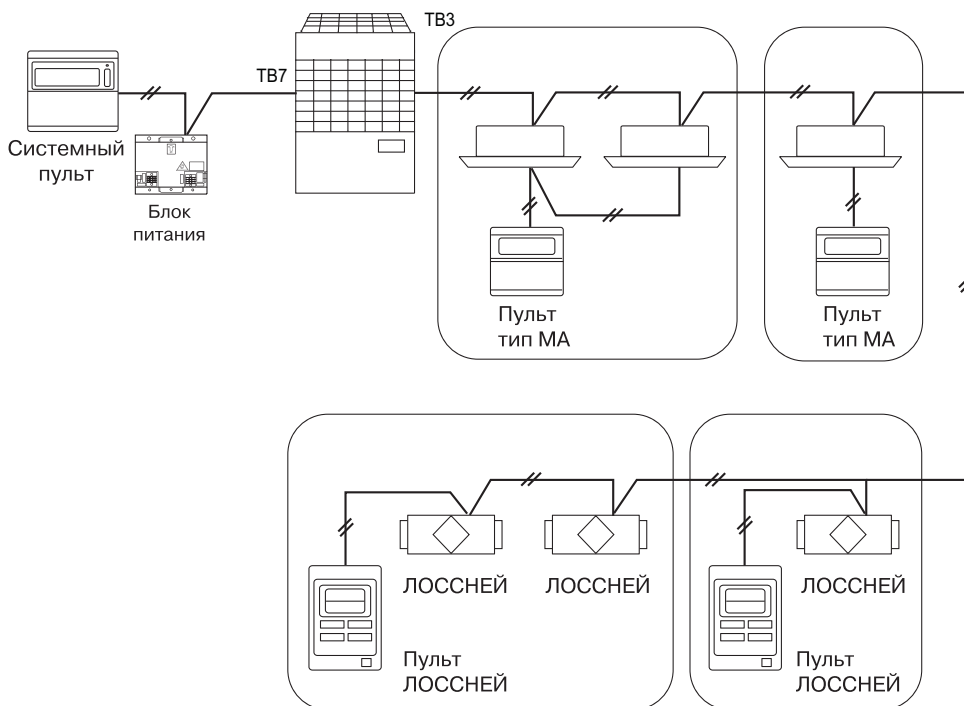 TB3
TB7
Системный
пульт
Блок
питания
Пульт
тип МА
Пульт
тип МА
ЛОССНЕЙ
ЛОССНЕЙ
ЛОССНЕЙ
Пульт
ЛОССНЕЙ
Пульт
ЛОССНЕЙ